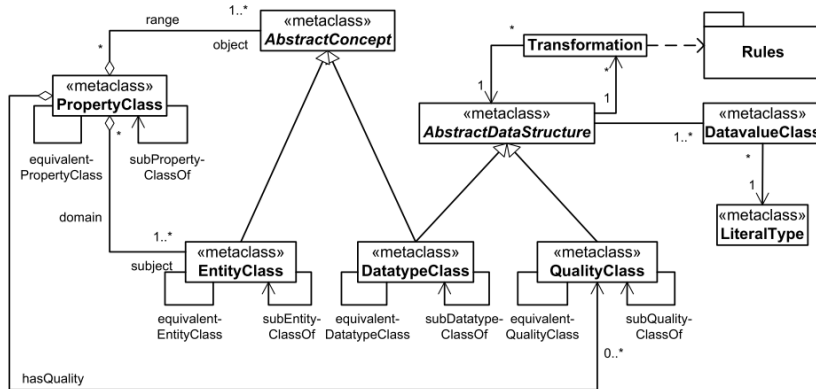 range
1..*
«metaclass»
AbstractConcept
object
*
*
Transformation
Rules
*
1
1
«metaclass»
PropertyClass
*
equivalent-
PropertyClass
subProperty-
ClassOf
«metaclass»
AbstractDataStructure
1..*
«metaclass»
DatavalueClass
*
1
«metaclass»
LiteralType
domain
1..*
subject
«metaclass»
EntityClass
«metaclass»
DatatypeClass
«metaclass»
QualityClass
equivalent-
EntityClass
subEntity-
ClassOf
equivalent-
DatatypeClass
subDatatype-
ClassOf
equivalent-
QualityClass
subQuality-
ClassOf
0..*
hasQuality